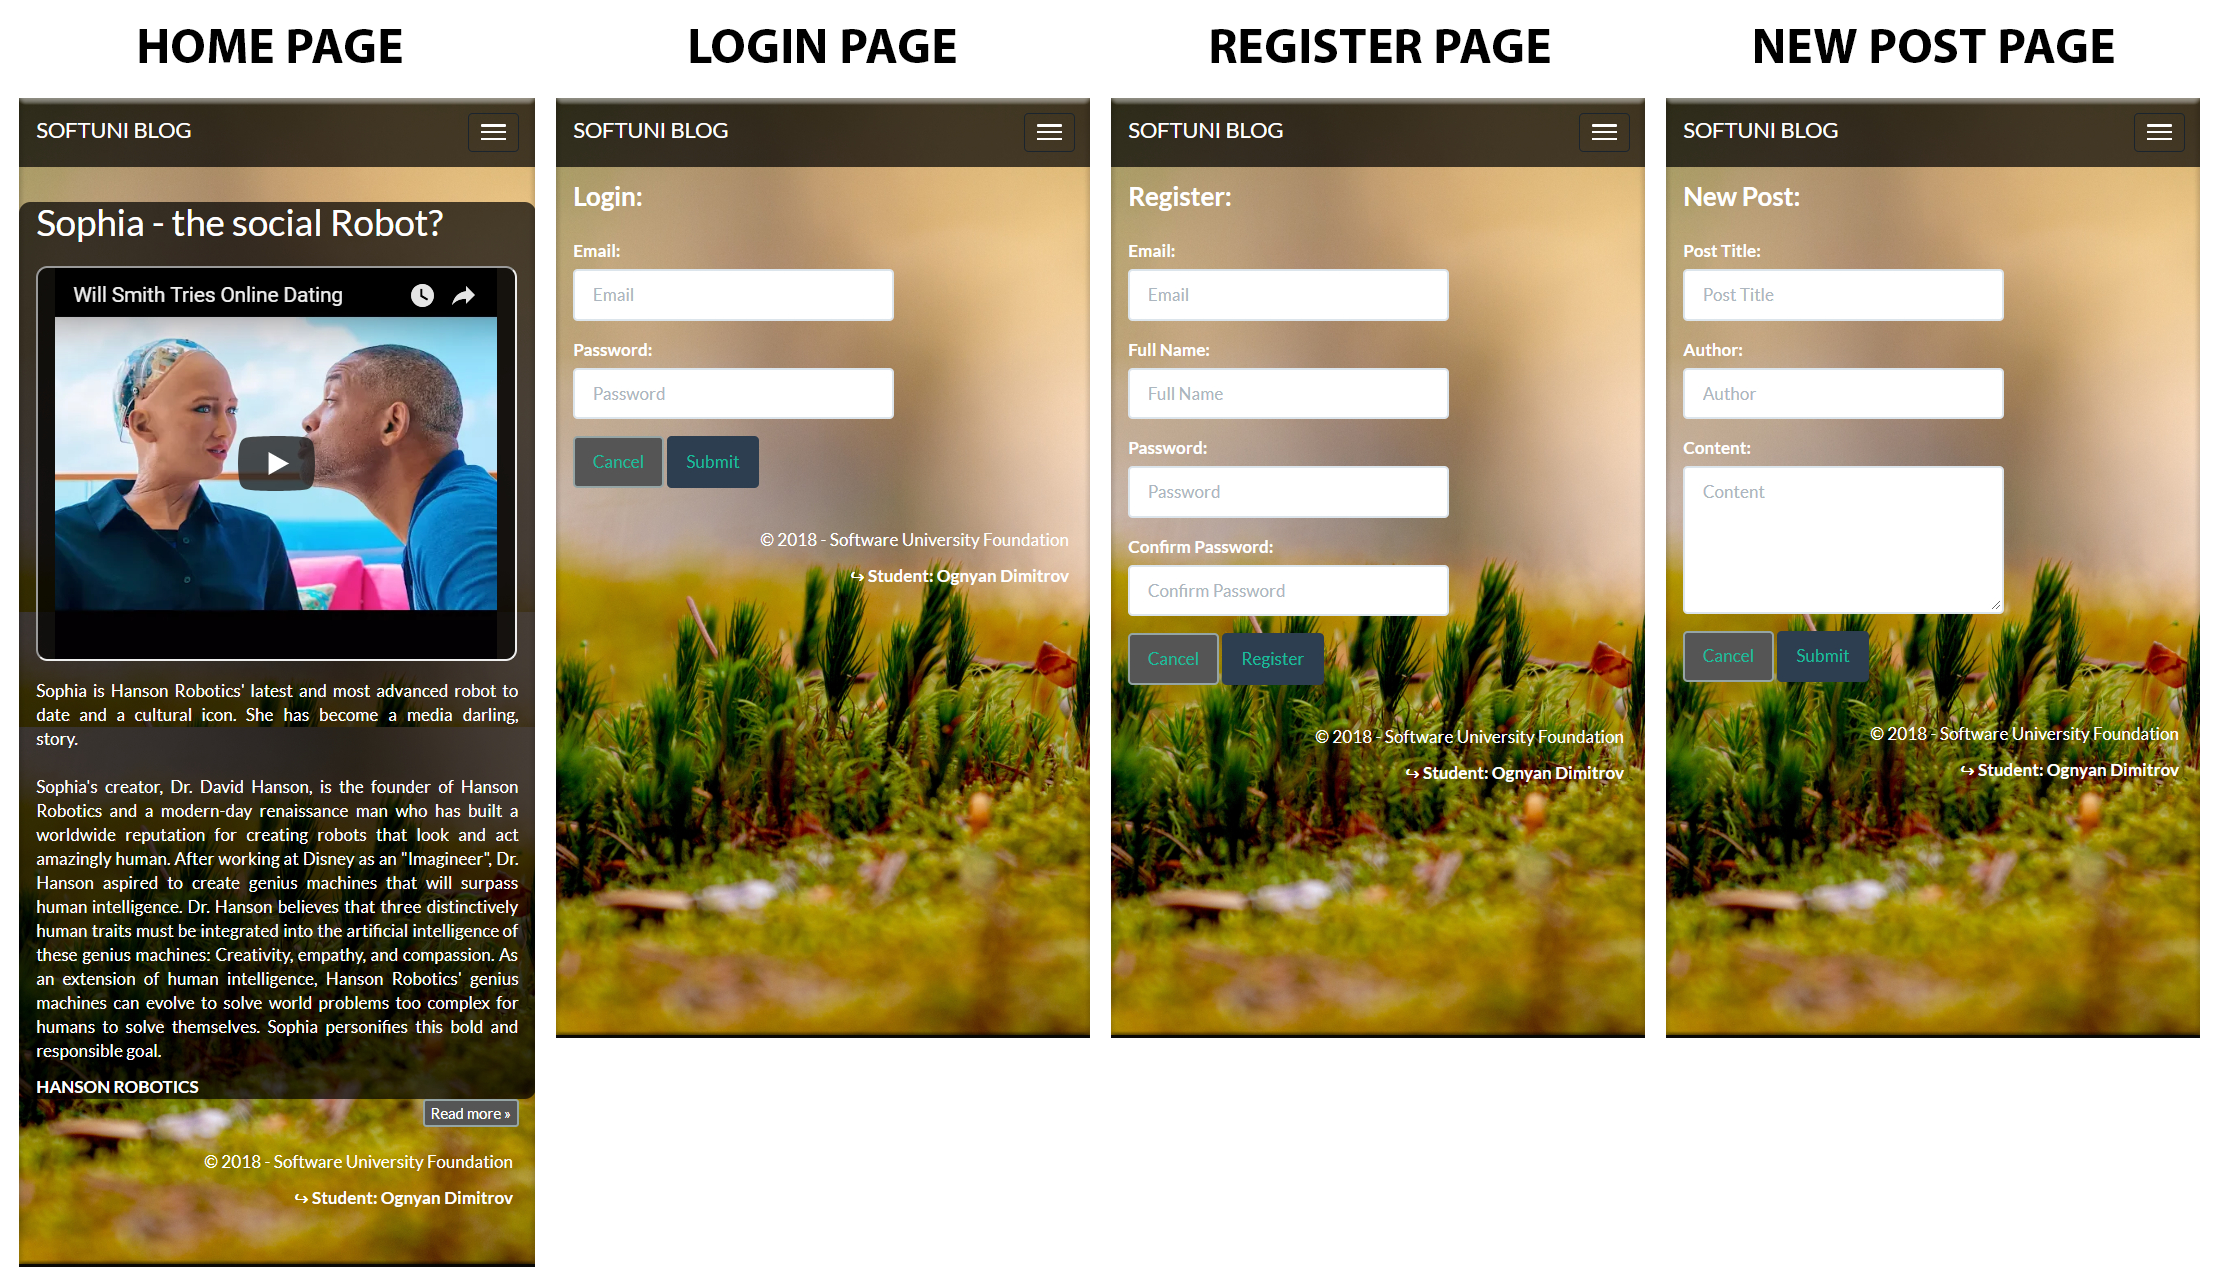 HOME PAGE
SOFTUNI BLOG
Sophia - the social Robot?
Will Smith Tries Online Dating
Sophia is Hanson Robotics' latest and most advanced robot to
date and a cultural icon. She has become a media darling,
story.
Sophia's creator, Dr. David Hanson, is the founder of Hanson
Robotics and a modern-day renaissance man who has built a
worldwide reputation for creating robots that look and act
amazingly human. After working at Disney as an "Imagineer", Dr.
Hanson aspired to create genius machines that will surpass
human intelligence. Dr. Hanson believes that three distinctively
human traits must be integrated into the artificial intelligence of
these genius machines: Creativity, empathy, and compassion. As
an extension of human intelligence, Hanson Robotics' genius
machines can evolve to solve world problems too complex for
humans to solve themselves. Sophia personifies this bold and
responsible goal.
HANSON ROBOTICS
Read more »
© 2018 - Software University Foundation
↪ Student: Ognyan Dimitrov
LOGIN PAGE
SOFTUNI BLOG
Login:
Email:
Email
Password:
Password
Cancel Submit
© 2018 - Software University Foundation
↪ Student: Ognyan Dimitrov
REGISTER PAGE
SOFTUNI BLOG
Register:
Email:
Email
Full Name:
Full Name
Password:
Password
Confirm Password:
Confirm Password
Cancel Register
© 2018 - Software University Foundation
↪ Student: Ognyan Dimitrov
NEW POST PAGE
SOFTUNI BLOG
New Post:
Post Title:
Post Title
Author:
Author
Content:
Content
Cancel Submit
© 2018 - Software University Foundation
↪ Student: Ognyan Dimitrov